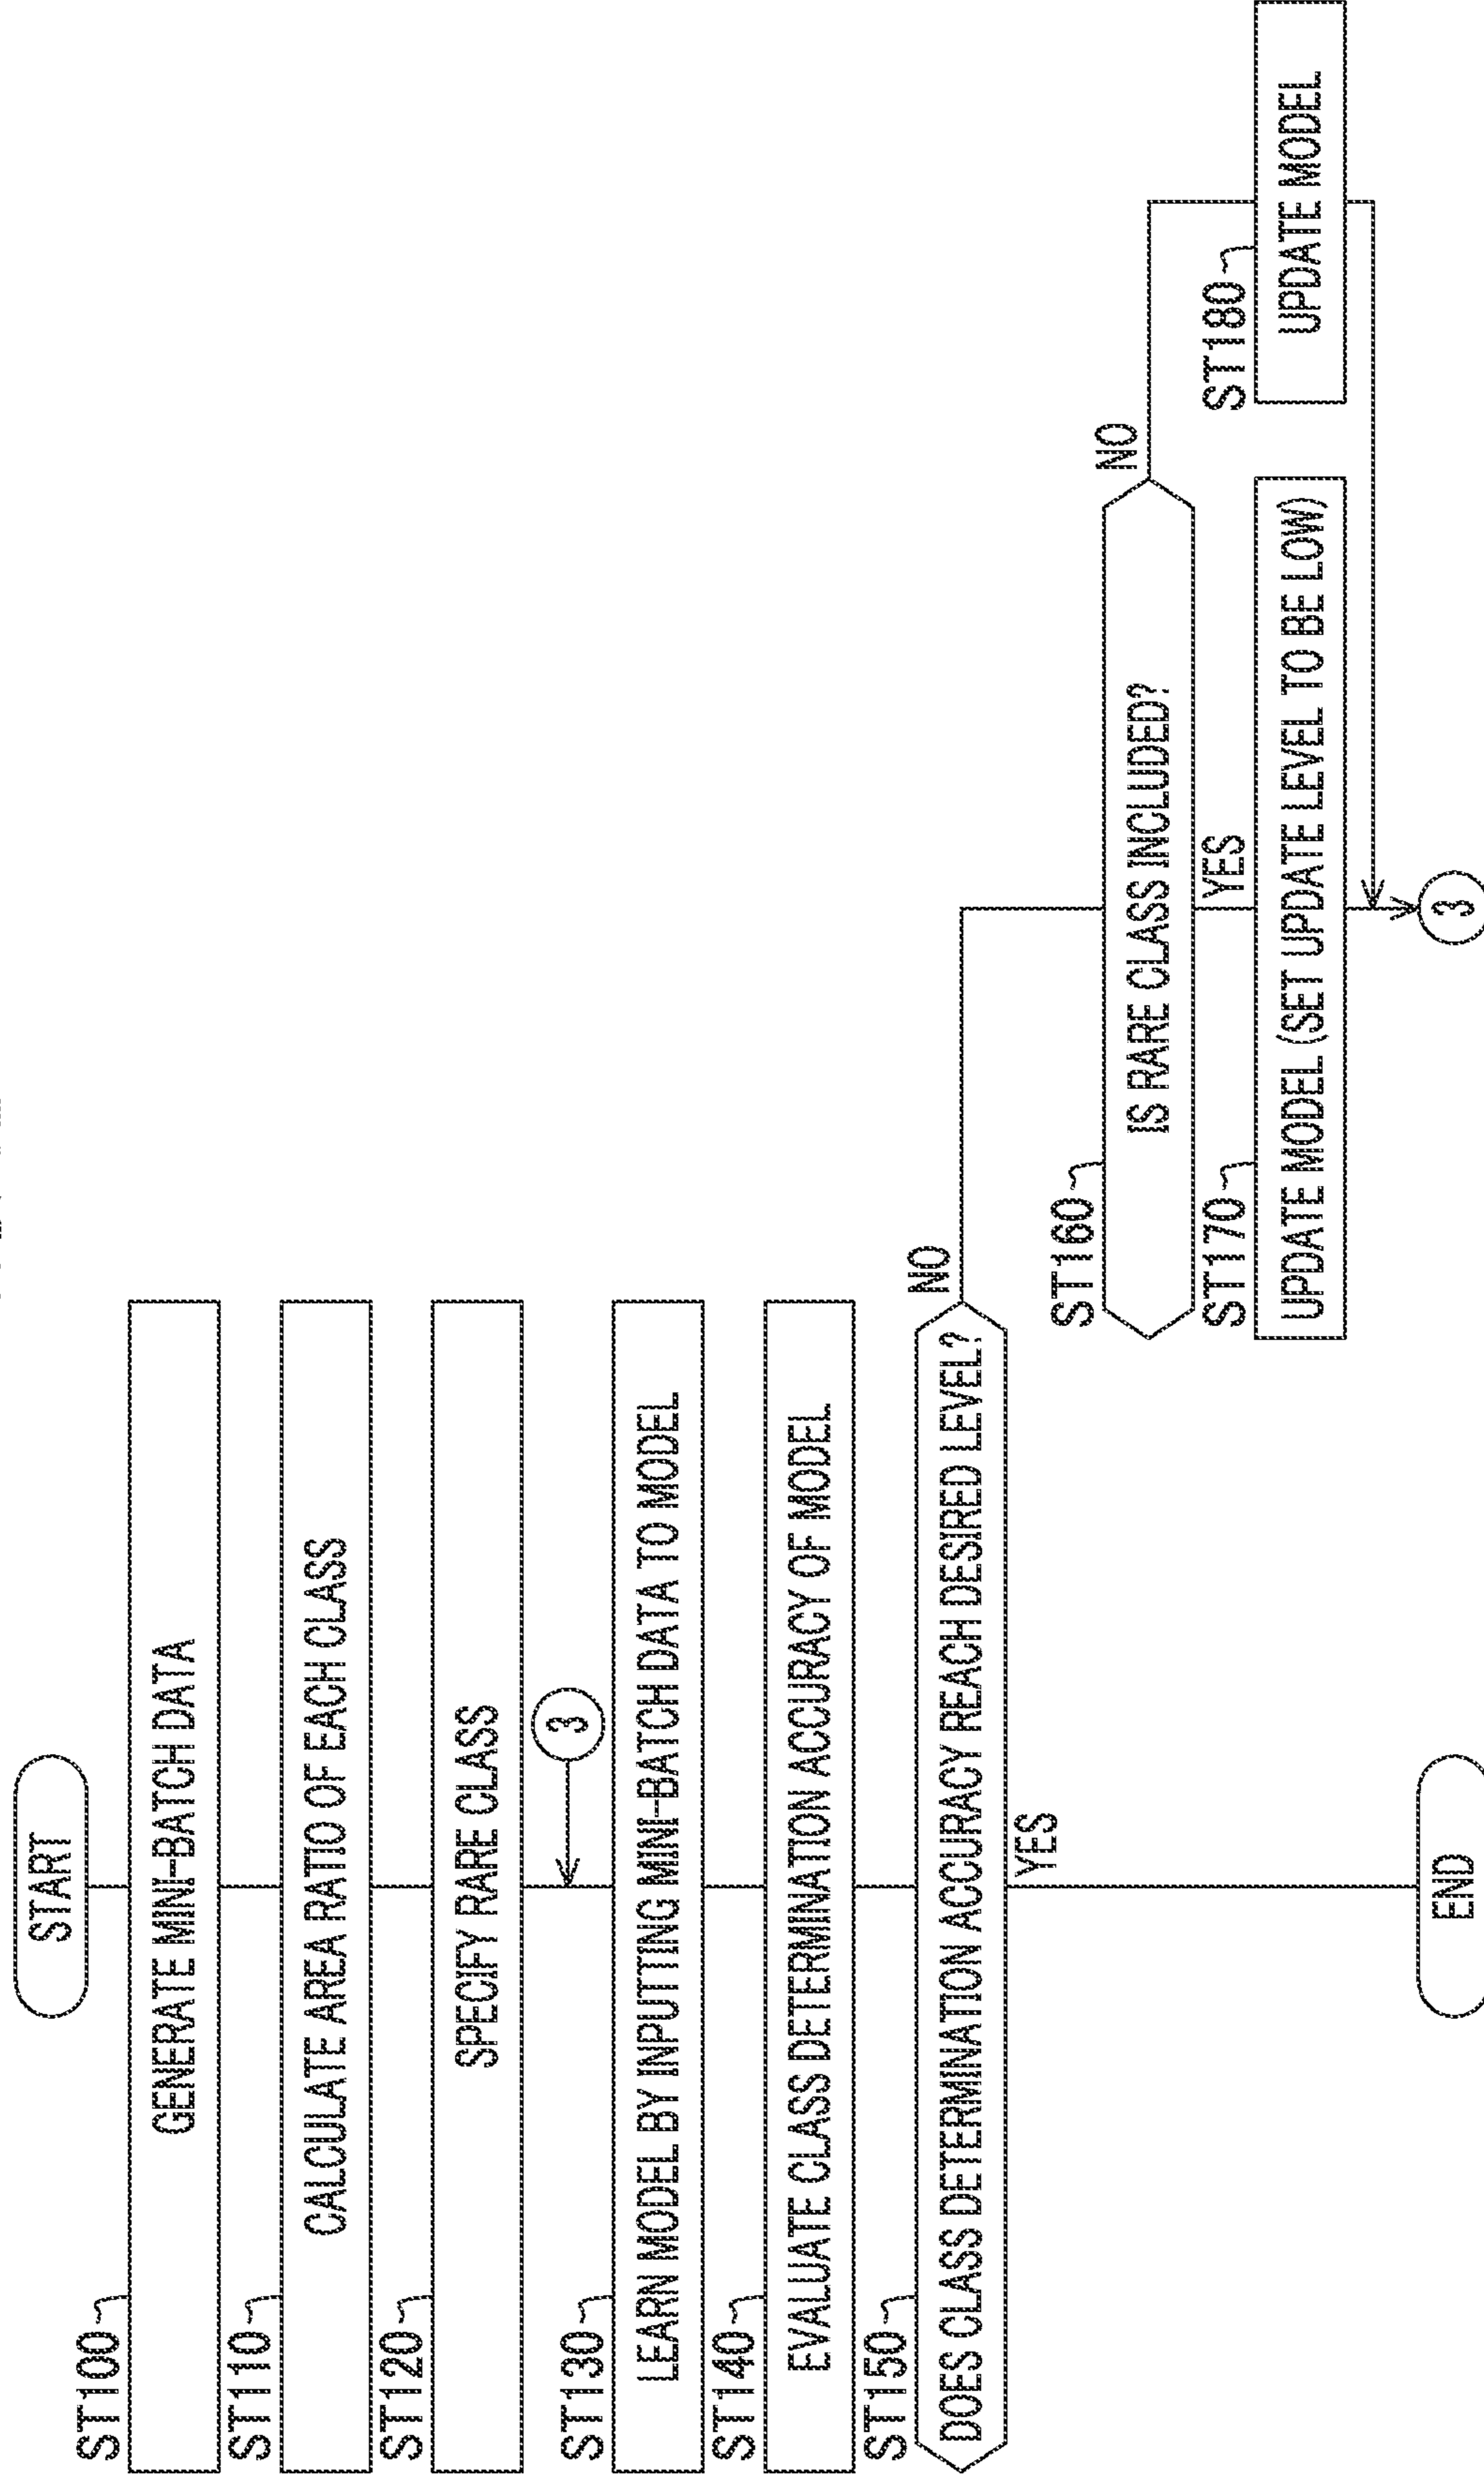 START
ST100
GENERATE MINI-BATCH DATA
ST110
CALCULATE AREA RATIO OF EACH CLASS
ST120
SPECIFY RARE CLASS
3
ST130
LEARN MODEL BY INPUTTING MINI-BATCH DATA TO MODEL
ST140
EVALUATE CLASS DETERMINATION ACCURACY OF MODEL
ST150
DOES CLASS DETERMINATION ACCURACY REACH DESIRED LEVEL?
NO
YES
ST160
IS RARE CLASS INCLUDED?
NO
YES
ST170
UPDATE MODEL (SET UPDATE LEVEL TO BE LOW)
ST180
UPDATE MODEL
3
END